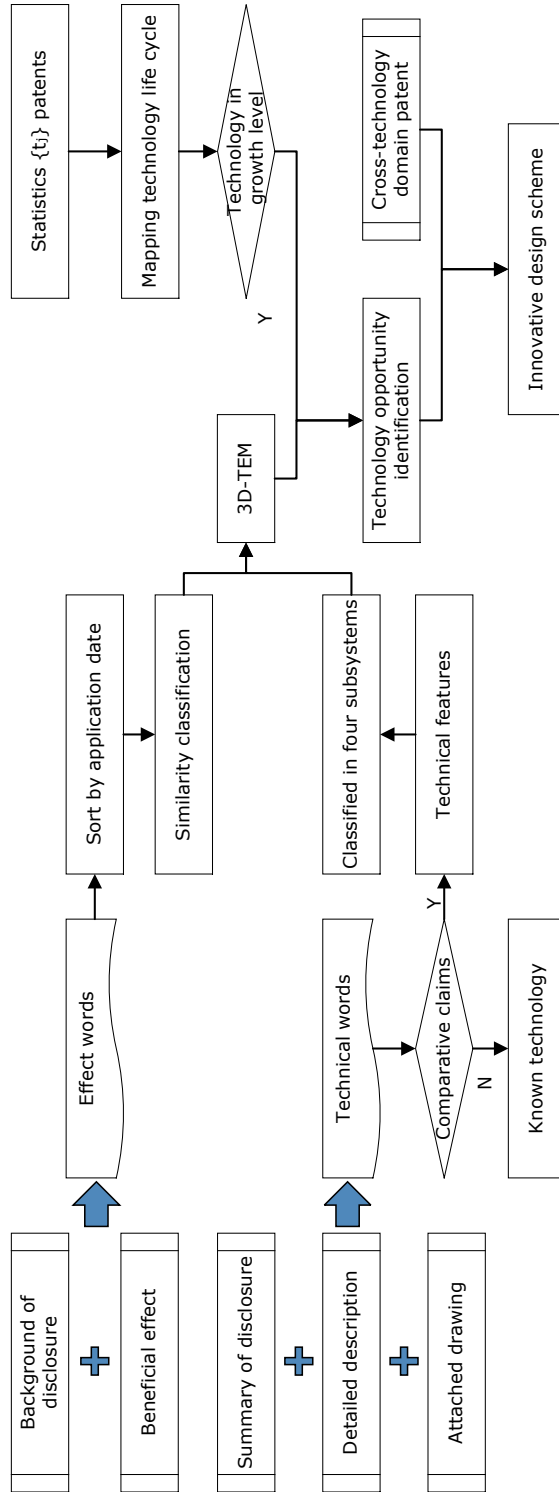 Background of
disclosure
Beneficial effect
Summary of disclosure
Detailed description
Attached drawing
Effect words
Technical words
Comparative claims
Y
N
Known technology
Sort by application date
Similarity classification
Classified in four subsystems
Technical features
3D-TEM
Statistics {tj} patents
Mapping technology life cycle
Technology in
growth level
Y
Technology opportunity
identification
Cross-technology
domain patent
Innovative design scheme